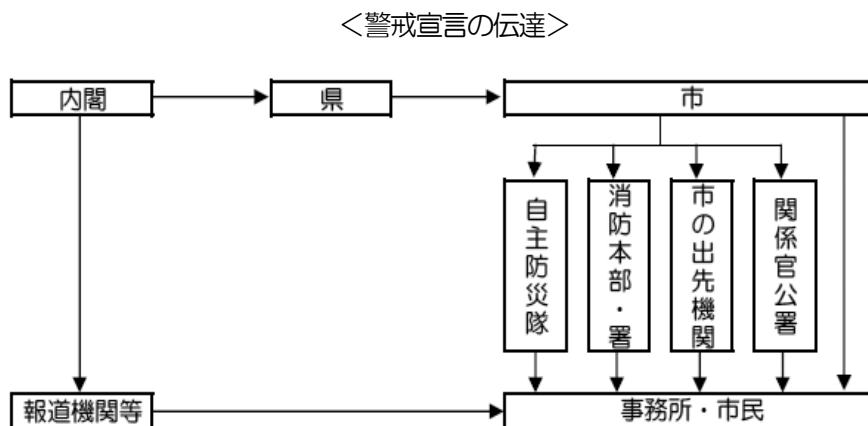 ＜警戒宣言の伝達＞
内閣
県
市
自主防災隊
消防本部・署
市の出先機関
関係官公署
報道機関等
事務所・市民